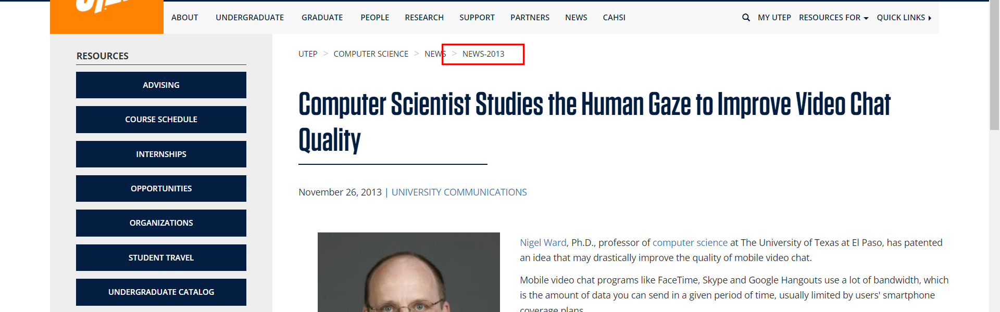 ABOUT UNDERGRADUATE GRADUATE PEOPLE RESEARCH SUPPORT PARTNERS NEWS CAHSI MY UTEP RESOURCES FOR QUICK LINKS
RESOURCES
ADVISING
COURSE SCHEDULE
INTERNSHIPS
OPPORTUNITIES
ORGANIZATIONS
STUDENT TRAVEL
UNDERGRADUATE CATALOG
UTEP > COMPUTER SCIENCE > NEWS > NEWS-2013
Computer Scientist Studies the Human Gaze to Improve Video Chat
Quality
November 26, 2013 | UNIVERSITY COMMUNICATIONS
Nigel Ward, Ph.D., professor of computer science at The University of Texas at El Paso, has patented
an idea that may drastically improve the quality of mobile video chat.
Mobile video chat programs like FaceTime, Skype and Google Hangouts use a lot of bandwidth, which
is the amount of data you can send in a given period of time, usually limited by users' smartphone
coverage plans.